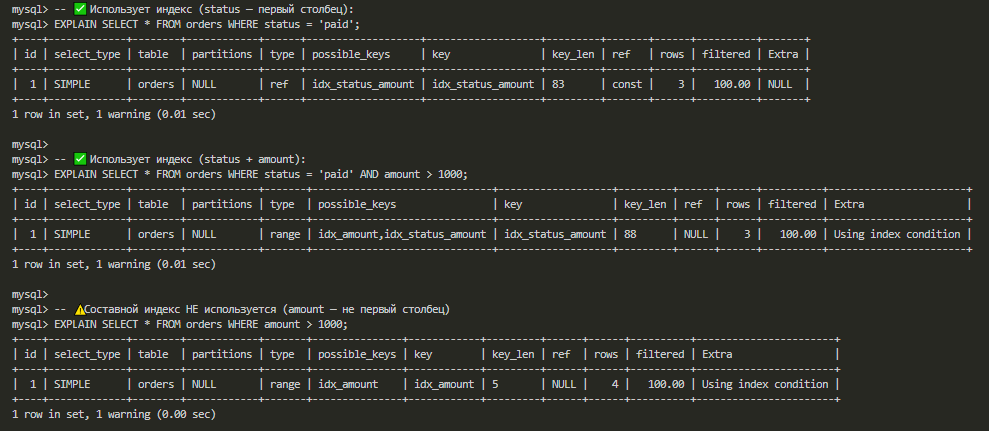 mysql> -- ✅ Использует индекс (status — первый столбец):
mysql> EXPLAIN SELECT * FROM orders WHERE status = 'paid';
+----+-------------+--------+------------+------+-------------------+-------------------+---------+-------+------+----------+-------+
| id | select_type | table  | partitions | type | possible_keys     | key               | key_len | ref   | rows | filtered | Extra |
+----+-------------+--------+------------+------+-------------------+-------------------+---------+-------+------+----------+-------+
|  1 | SIMPLE      | orders | NULL       | ref  | idx_status_amount | idx_status_amount | 83      | const |    3 |   100.00 | NULL  |
+----+-------------+--------+------------+------+-------------------+-------------------+---------+-------+------+----------+-------+
1 row in set, 1 warning (0.01 sec)
mysql>
mysql> -- ✅ Использует индекс (status + amount):
mysql> EXPLAIN SELECT * FROM orders WHERE status = 'paid' AND amount > 1000;
+----+-------------+--------+------------+-------+------------------------------+-------------------+---------+------+------+----------+-----------------------+
| id | select_type | table  | partitions | type  | possible_keys                | key               | key_len | ref  | rows | filtered | Extra                 |
+----+-------------+--------+------------+-------+------------------------------+-------------------+---------+------+------+----------+-----------------------+
|  1 | SIMPLE      | orders | NULL       | range | idx_amount,idx_status_amount | idx_status_amount | 88      | NULL |    3 |   100.00 | Using index condition |
+----+-------------+--------+------------+-------+------------------------------+-------------------+---------+------+------+----------+-----------------------+
1 row in set, 1 warning (0.01 sec)
mysql>
mysql> -- ⚠️Составной индекс НЕ используется (amount — не первый столбец)
mysql> EXPLAIN SELECT * FROM orders WHERE amount > 1000;
+----+-------------+--------+------------+-------+---------------+------------+---------+------+------+----------+-----------------------+
| id | select_type | table  | partitions | type  | possible_keys | key        | key_len | ref  | rows | filtered | Extra                 |
+----+-------------+--------+------------+-------+---------------+------------+---------+------+------+----------+-----------------------+
|  1 | SIMPLE      | orders | NULL       | range | idx_amount    | idx_amount | 5       | NULL |    4 |   100.00 | Using index condition |
+----+-------------+--------+------------+-------+---------------+------------+---------+------+------+----------+-----------------------+
1 row in set, 1 warning (0.00 sec)